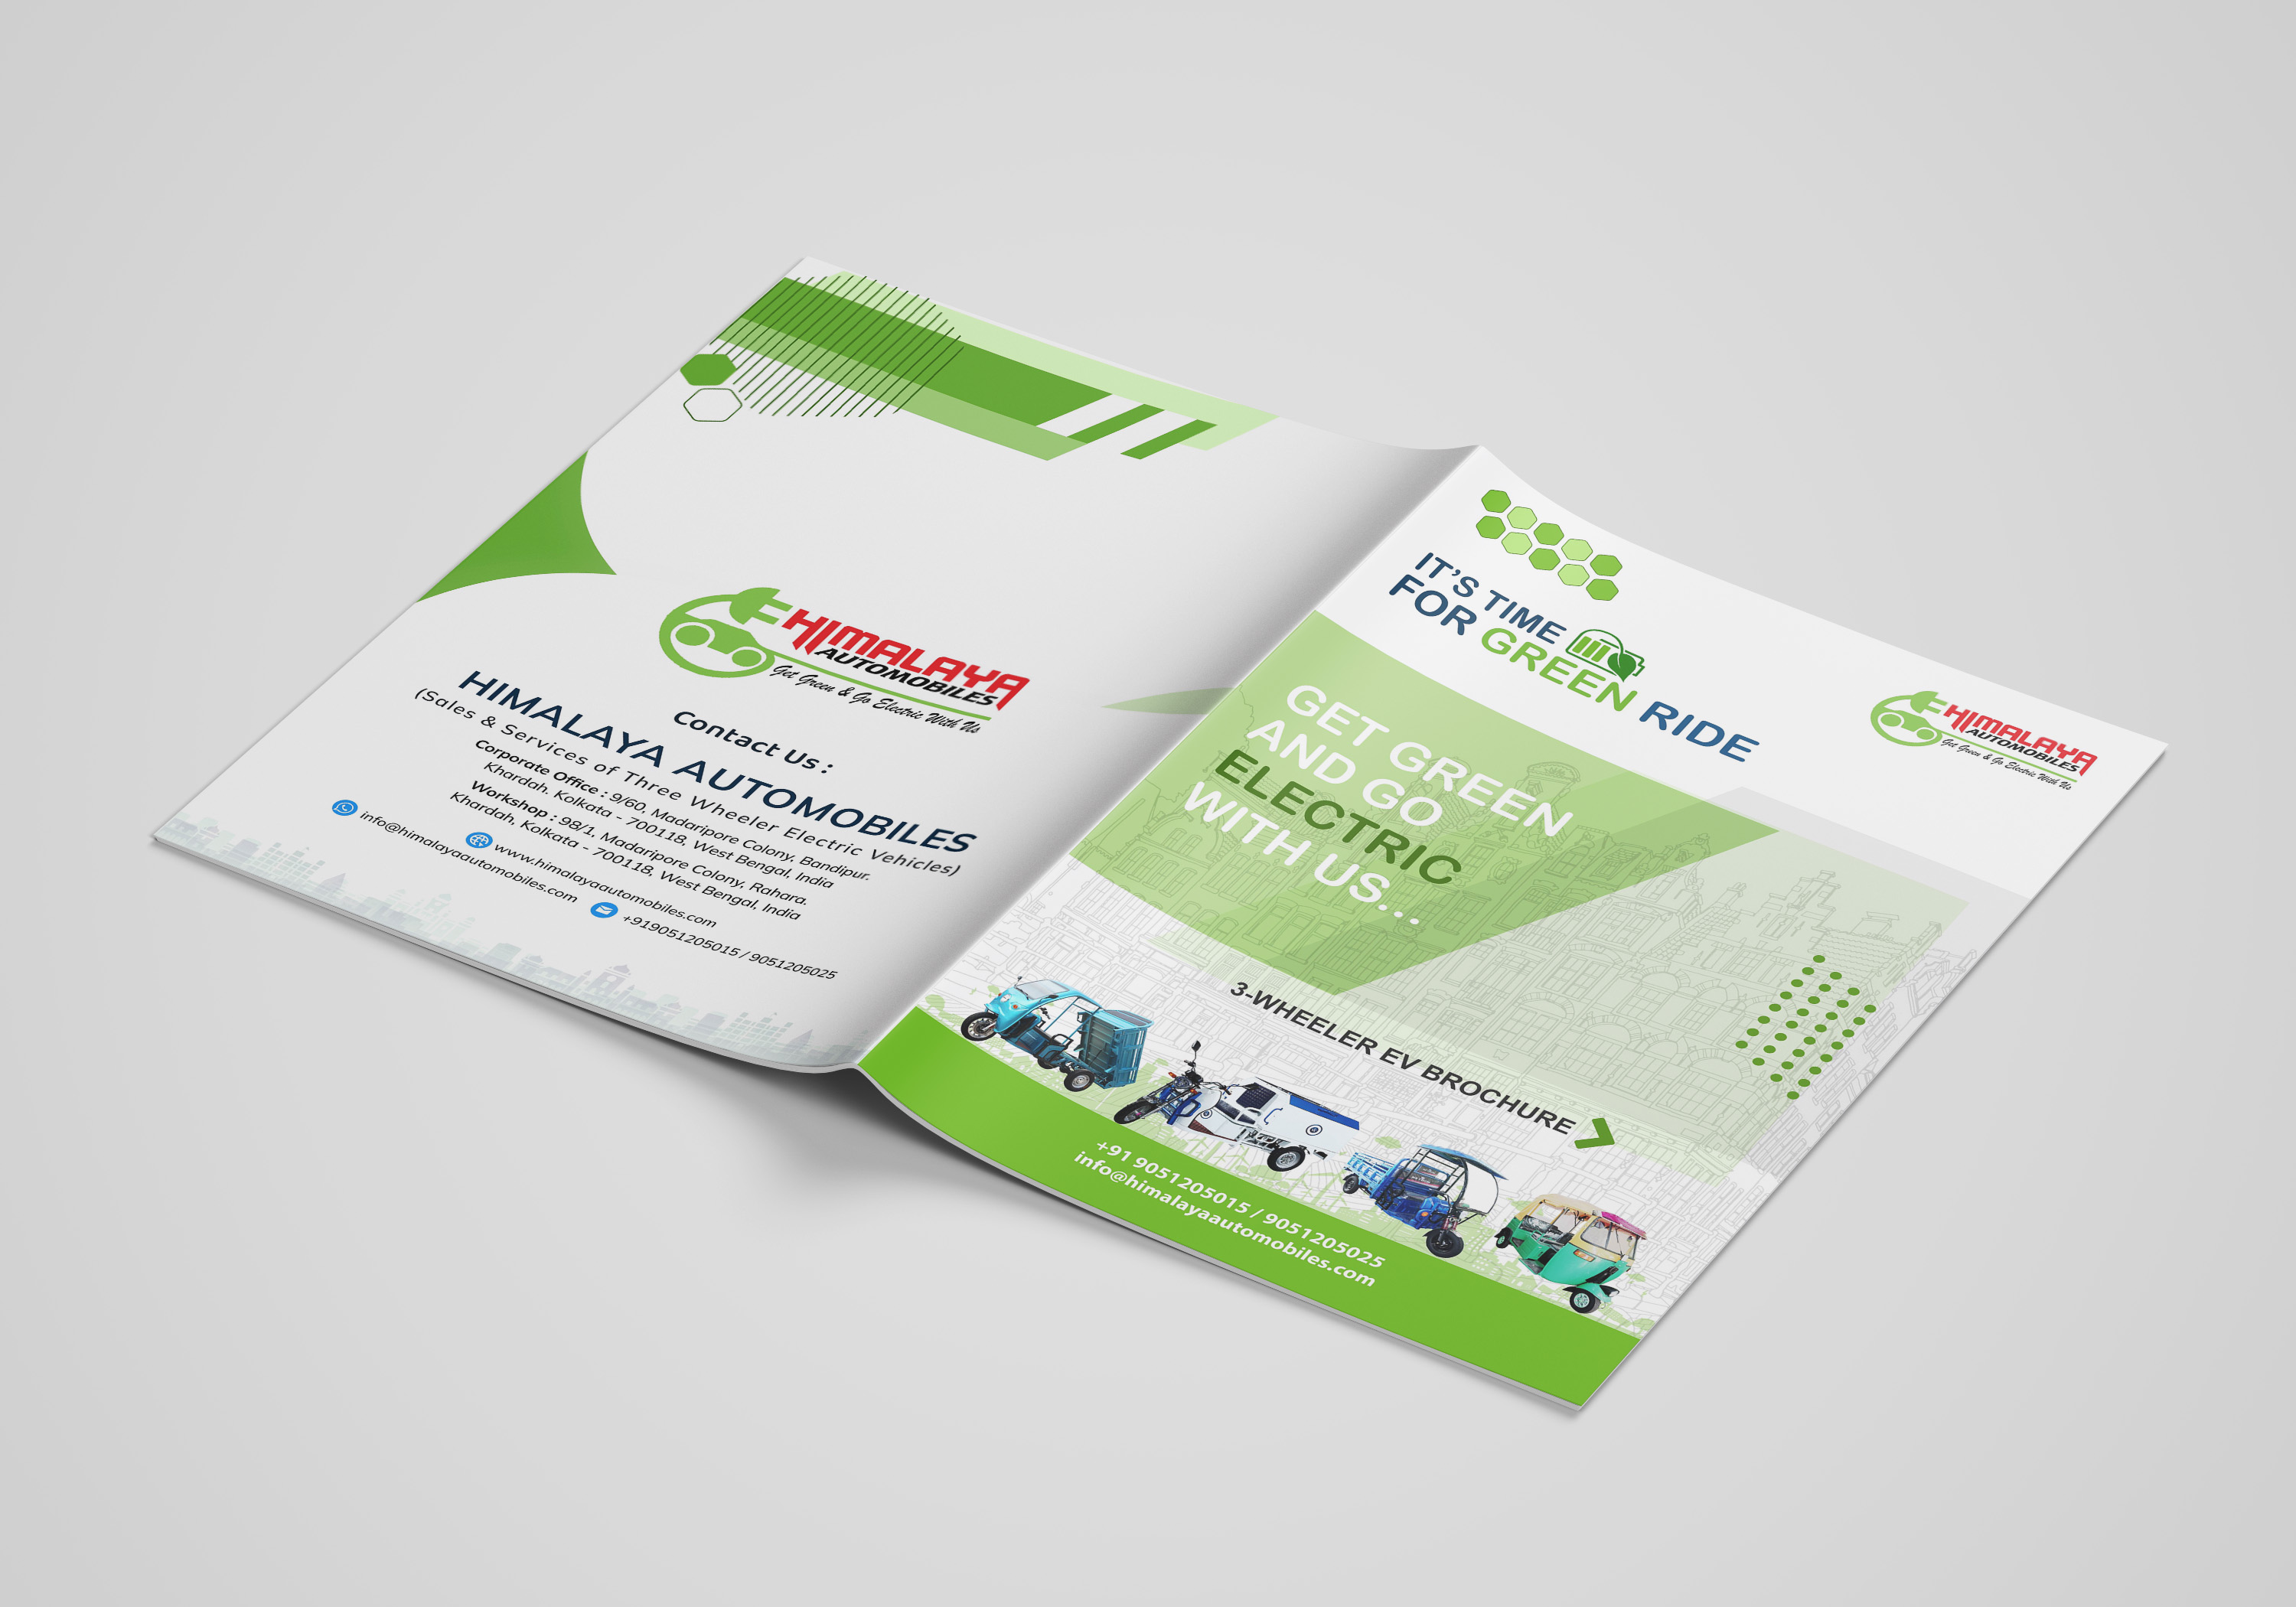 HIMALAYA
AUTOMOBILES
Get Green & Go Electric With Us
Contact Us :
HIMALAYA AUTOMOBILES
(Sales & Services of Three Wheeler Electric Vehicles)
Corporate Office : 9/60, Madaripore Colony, Bandipur.
Khardah, Kolkata - 700118, West Bengal, India
Workshop : 98/1, Madaripore Colony, Rahara.
Khardah, Kolkata - 700118, West Bengal, India
www.himalayaautomobiles.com
info@himalayaautomobiles.com +919051205015 / 9051205025
IT'S TIME
FOR GREEN RIDE
HIMALAYA
AUTOMOBILES
Get Green & Go Electric With Us
GET GREEN
AND GO
ELECTRIC
WITH US...
3-WHEELER EV BROCHURE
+91 9051205015 / 9051205025
info@himalayaautomobiles.com